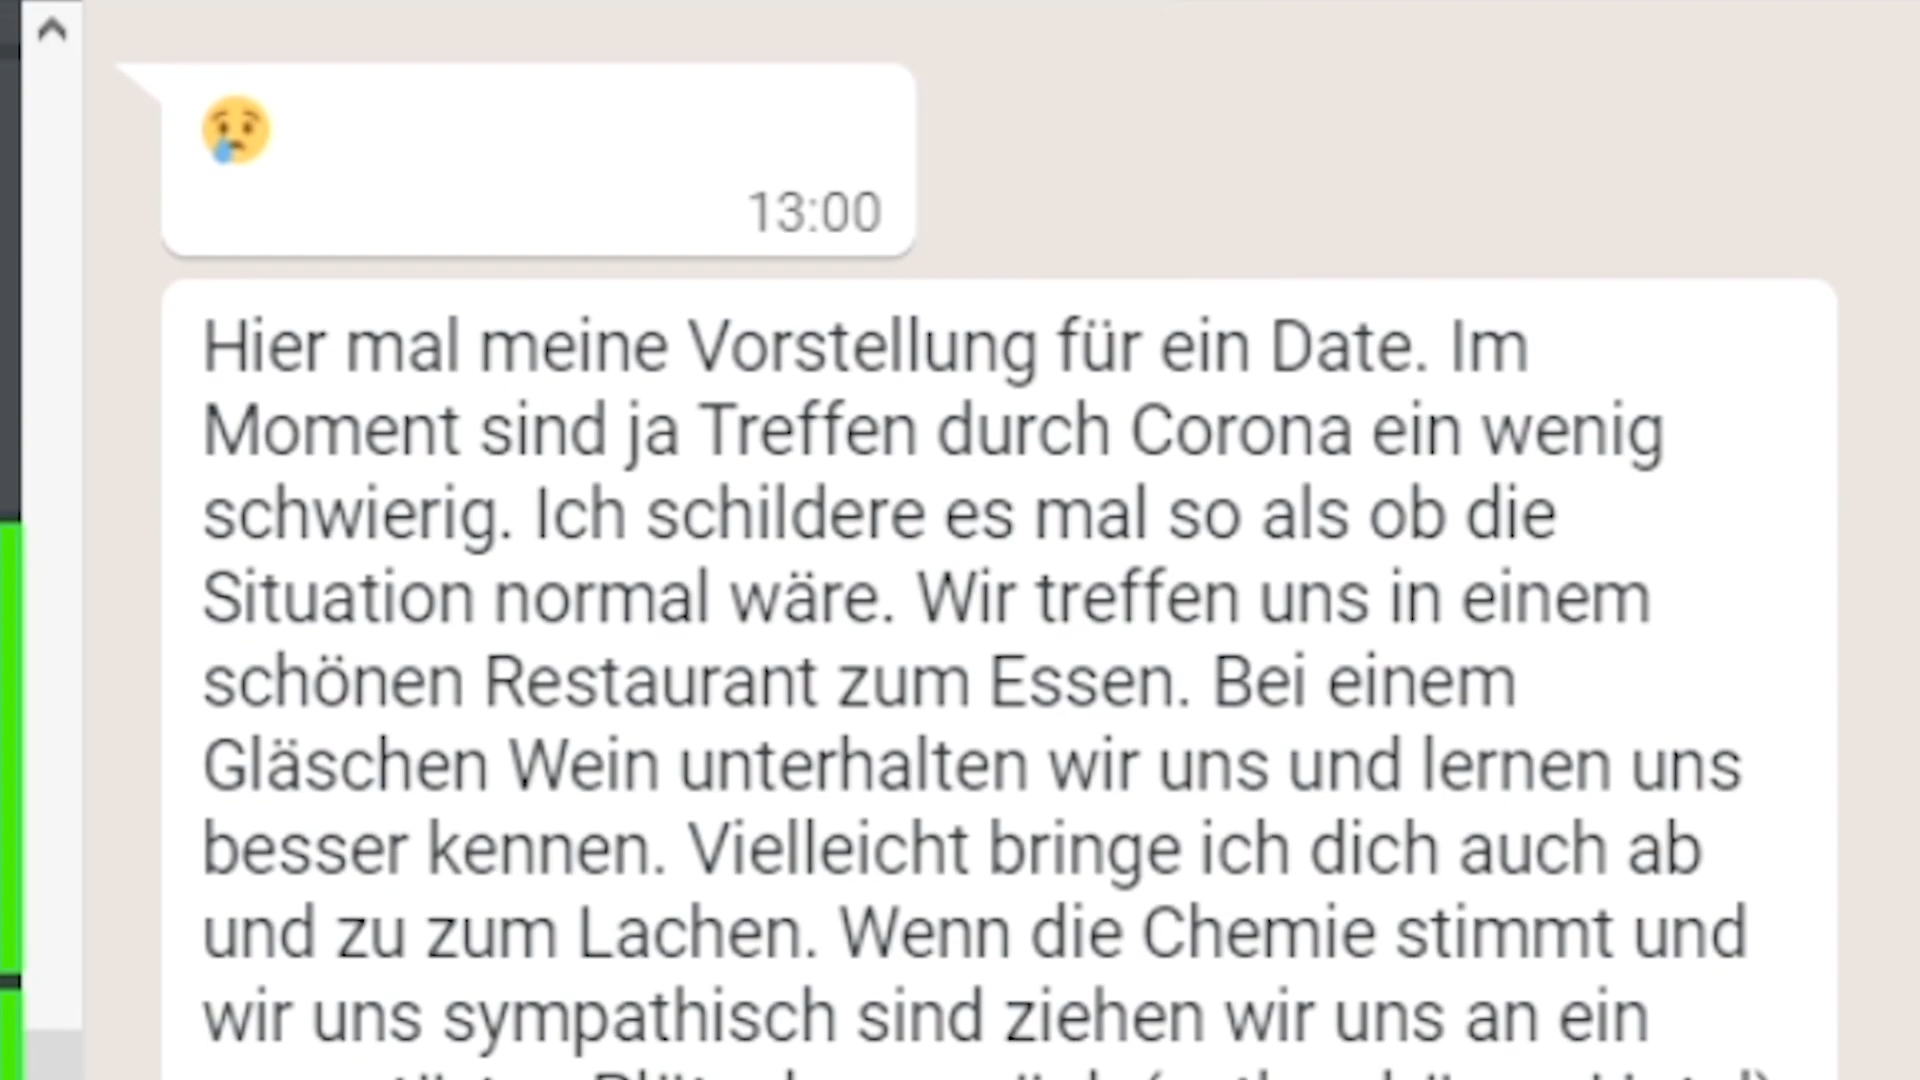 😢
13:00
Hier mal meine Vorstellung für ein Date. Im
Moment sind ja Treffen durch Corona ein wenig
schwierig. Ich schildere es mal so als ob die
Situation normal wäre. Wir treffen uns in einem
schönen Restaurant zum Essen. Bei einem
Gläschen Wein unterhalten wir uns und lernen uns
besser kennen. Vielleicht bringe ich dich auch ab
und zu zum Lachen. Wenn die Chemie stimmt und
wir uns sympathisch sind ziehen wir uns an ein